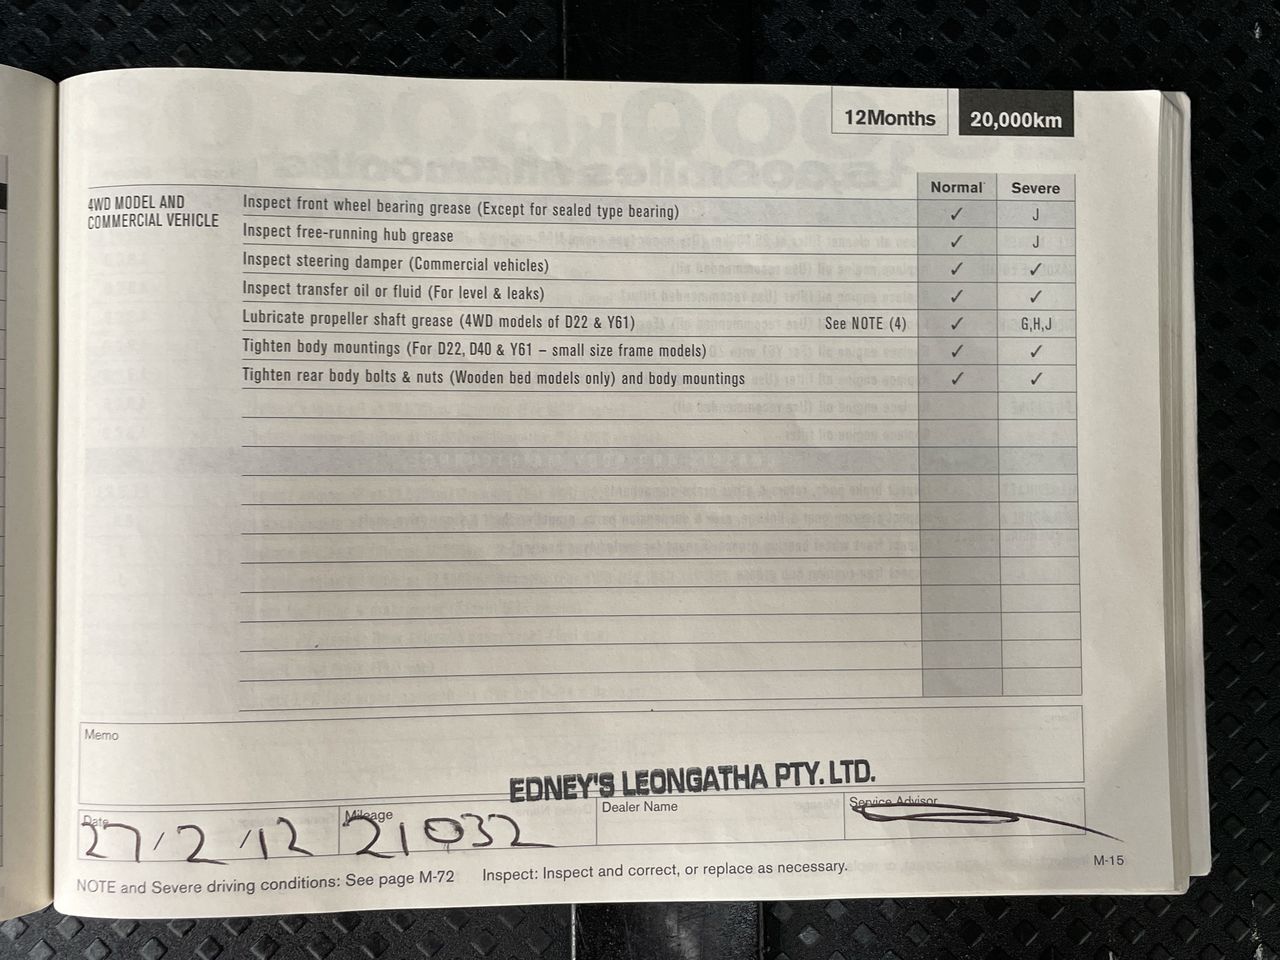 12Months 20,000km
Normal Severe
4WD MODEL AND COMMERCIAL VEHICLE
Inspect front wheel bearing grease (Except for sealed type bearing) ✓ J
Inspect free-running hub grease ✓ J
Inspect steering damper (Commercial vehicles) ✓ ✓
Inspect transfer oil or fluid (For level & leaks) ✓ ✓
Lubricate propeller shaft grease (4WD models of D22 & Y61) See NOTE (4) ✓ G,H,J
Tighten body mountings (For D22, D40 & Y61 – small size frame models) ✓ ✓
Tighten rear body bolts & nuts (Wooden bed models only) and body mountings ✓ ✓
Memo
EDNEY'S LEONGATHA PTY. LTD.
Date Mileage Dealer Name Service Advisor
27/2/12 21032
M-15
NOTE and Severe driving conditions: See page M-72 Inspect: Inspect and correct, or replace as necessary.